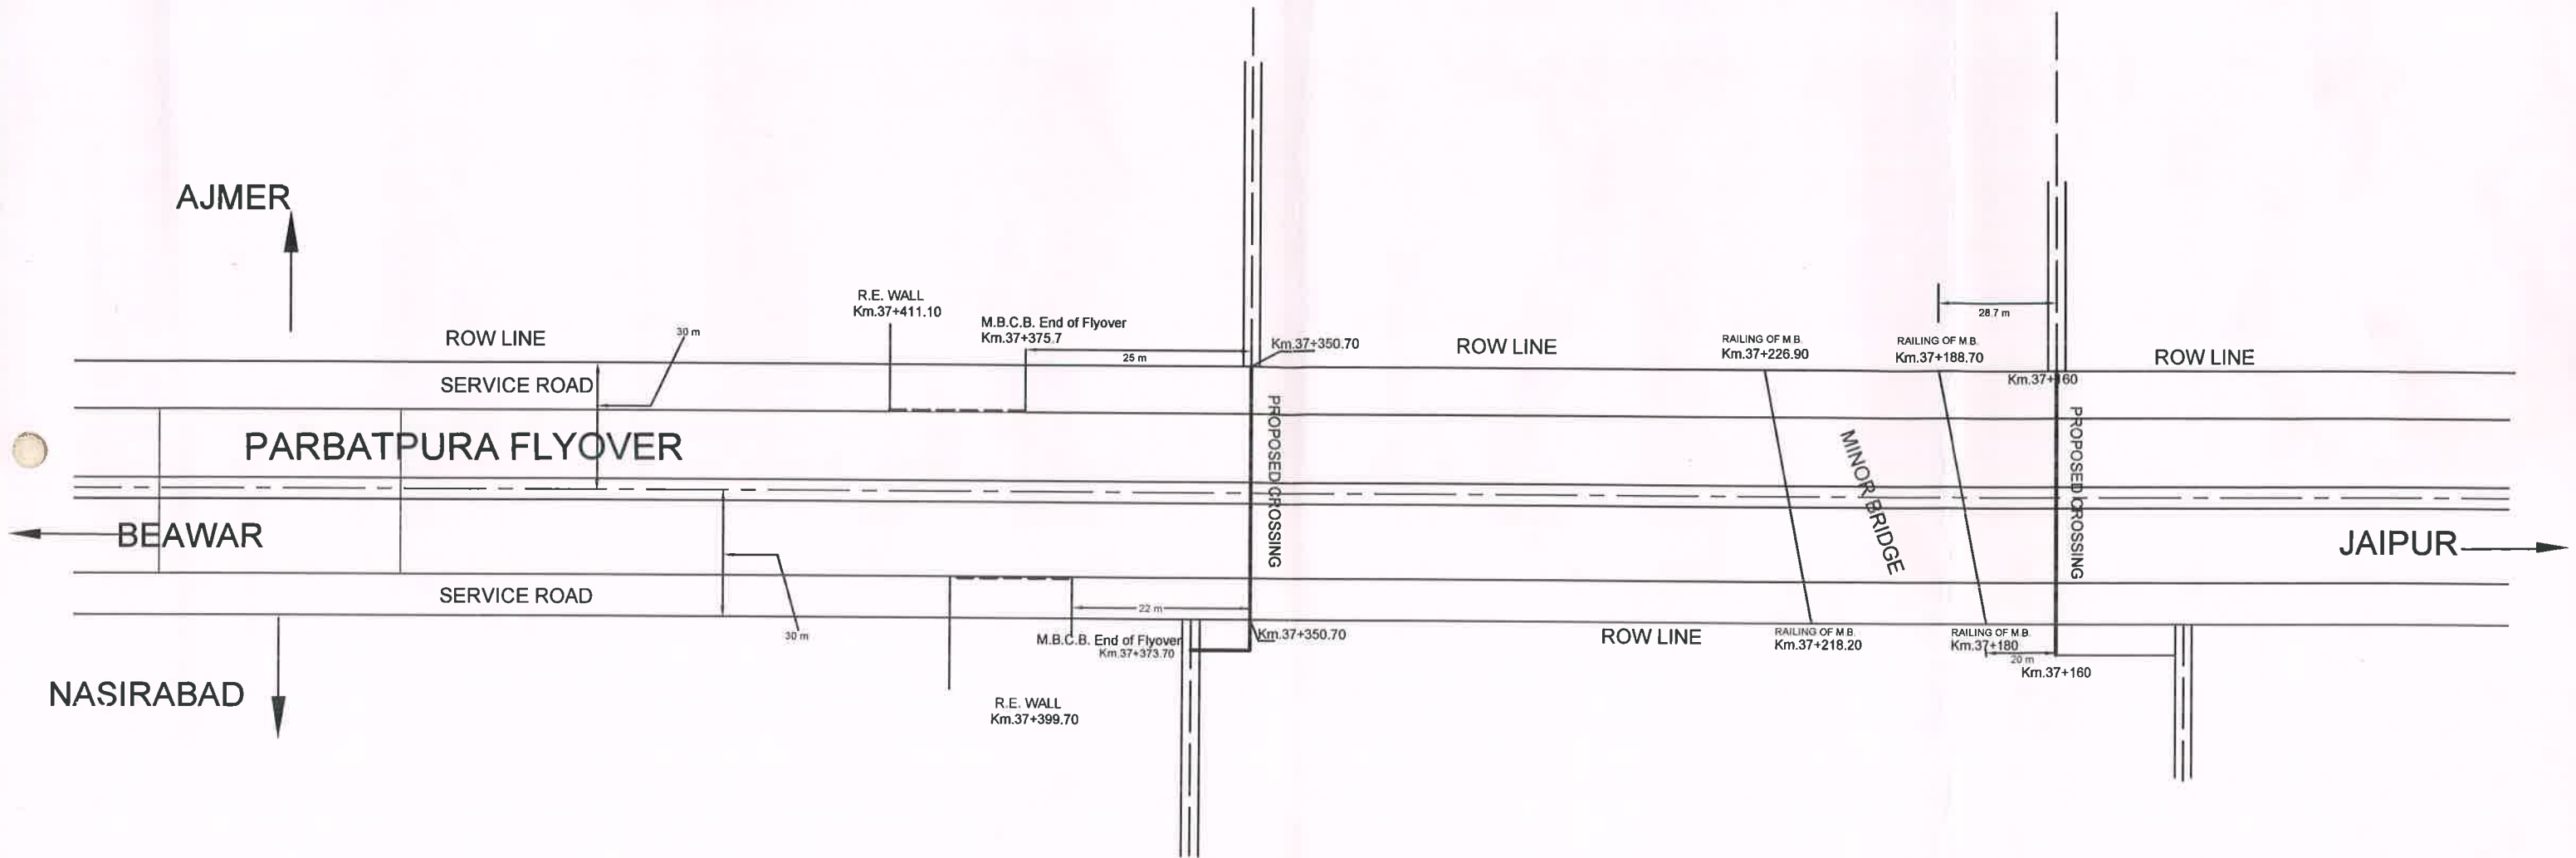 AJMER
R.E. WALL
Km.37+411.10
M.B.C.B. End of Flyover
Km.37+375.7
25 m
Km.37+350.70
ROW LINE
30 m
ROW LINE
RAILING OF M.B.
Km.37+226.90
RAILING OF M.B.
Km.37+188.70
28.7 m
Km.37+160
ROW LINE
SERVICE ROAD
PARBATPURA FLYOVER
PROPOSED CROSSING
MINOR BRIDGE
PROPOSED CROSSING
BEAWAR
JAIPUR
SERVICE ROAD
22 m
30 m
M.B.C.B. End of Flyover
Km.37+373.70
Km.37+350.70
ROW LINE
RAILING OF M.B.
Km.37+218.20
RAILING OF M.B.
Km.37+180
20 m
Km.37+160
NASIRABAD
R.E. WALL
Km.37+399.70